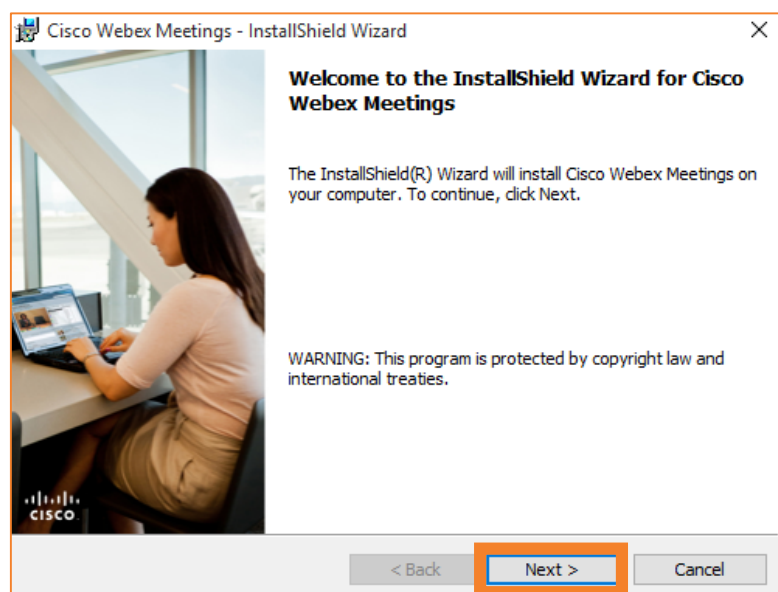 Cisco Webex Meetings - InstallShield Wizard
Welcome to the InstallShield Wizard for Cisco
Webex Meetings
The InstallShield(R) Wizard will install Cisco Webex Meetings on
your computer. To continue, click Next.
WARNING: This program is protected by copyright law and
international treaties.
CISCO
< Back
Next >
Cancel